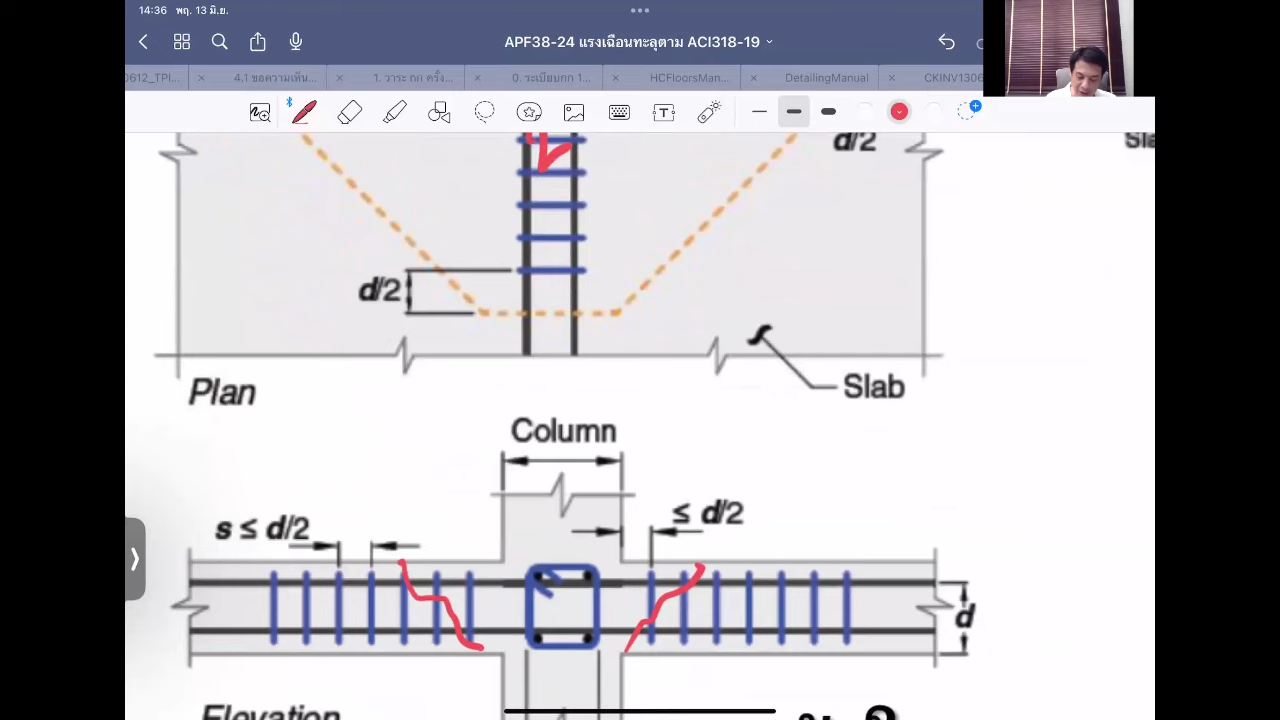 14:36 พฤ. 13 มิ.ย.
APF38-24 แรงเฉือนทะลุตาม ACI318-19
0612_TPI...
4.1 ขอความเห็น...
1. วาระ กก ครั้ง...
0. ระเบียบกก 1...
HCFloorsMan...
DetailingManual
CKINV1306
d/2
Sla
d/2
Slab
Plan
Column
s ≤ d/2
≤ d/2
d
Elevation